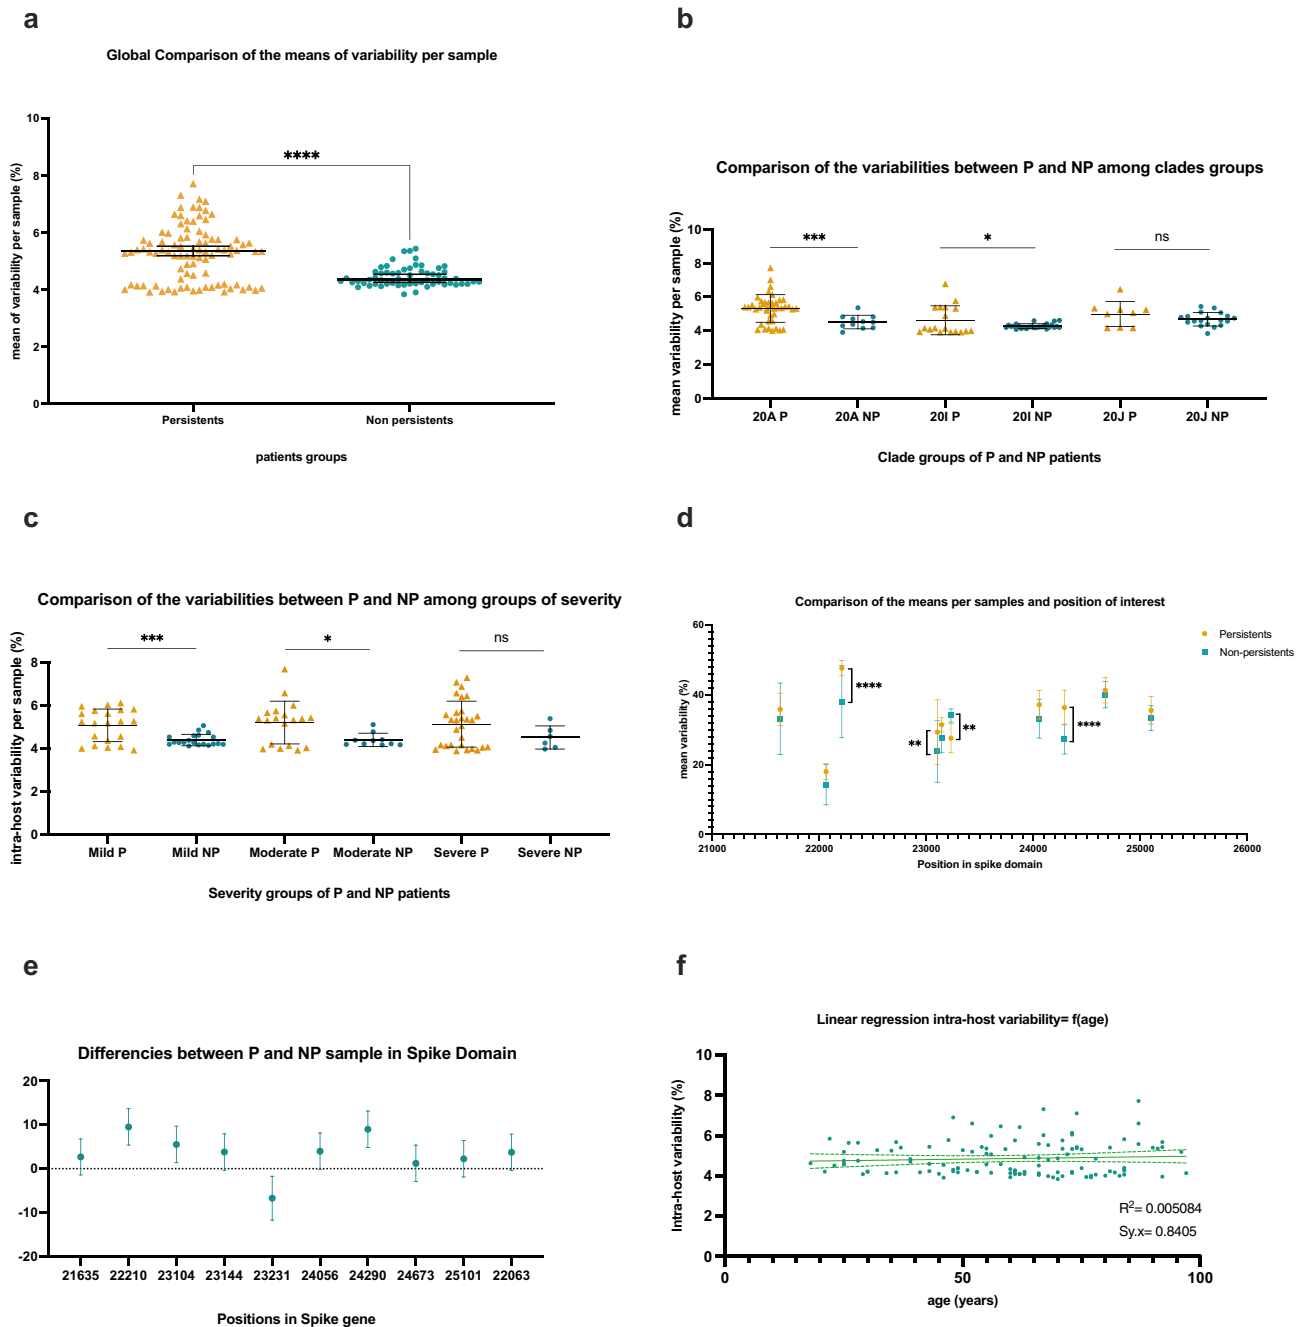 a
Global Comparison of the means of variability per sample
mean of variability per sample (%)
10
8
6
4
2
0
****
Persistents
Non persistents
patients groups
b
Comparison of the variabilities between P and NP among clades groups
mean variability per sample (%)
10
8
6
4
2
0
***
*
ns
20A P
20A NP
20I P
20I NP
20J P
20J NP
Clade groups of P and NP patients
c
Comparison of the variabilities between P and NP among groups of severity
intra-host variability per sample (%)
8
6
4
2
0
***
*
ns
Mild P
Mild NP
Moderate P
Moderate NP
Severe P
Severe NP
Severity groups of P and NP patients
d
Comparison of the means per samples and position of interest
mean variability (%)
60
40
20
0
****
**
**
****
Persistents
Non-persistents
21000
22000
23000
24000
25000
26000
Position in spike domain
e
Differencies between P and NP sample in Spike Domain
20
10
0
-10
-20
21635
22210
23104
23144
23231
24056
24290
24673
25101
22063
Positions in Spike gene
f
Linear regression intra-host variability= f(age)
Intra-host variability (%)
10
8
6
4
2
0
R²= 0.005084
Sy.x= 0.8405
0
50
100
age (years)